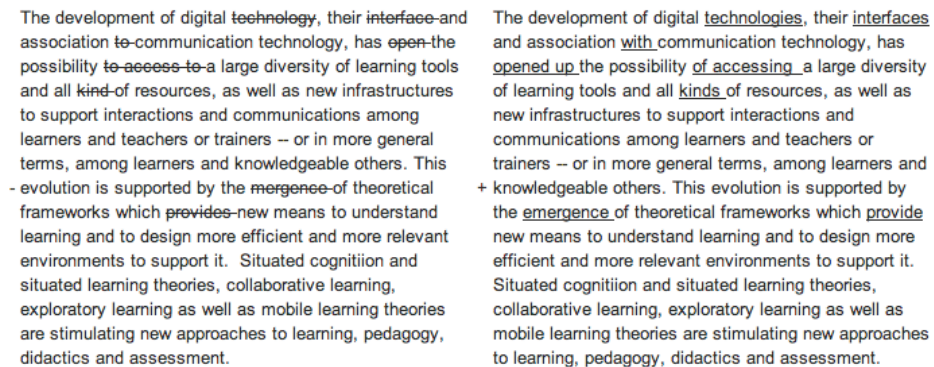 The development of digital technology, their interface and
association to communication technology, has open the
possibility to access to a large diversity of learning tools
and all kind of resources, as well as new infrastructures
to support interactions and communications among
learners and teachers or trainers -- or in more general
terms, among learners and knowledgeable others. This
- evolution is supported by the mergence of theoretical
frameworks which provides new means to understand
learning and to design more efficient and more relevant
environments to support it.  Situated cognitiion and
situated learning theories, collaborative learning,
exploratory learning as well as mobile learning theories
are stimulating new approaches to learning, pedagogy,
didactics and assessment.
The development of digital technologies, their interfaces
and association with communication technology, has
opened up the possibility of accessing  a large diversity
of learning tools and all kinds of resources, as well as
new infrastructures to support interactions and
communications among learners and teachers or
trainers -- or in more general terms, among learners and
+ knowledgeable others. This evolution is supported by
the emergence of theoretical frameworks which provide
new means to understand learning and to design more
efficient and more relevant environments to support it.
Situated cognitiion and situated learning theories,
collaborative learning, exploratory learning as well as
mobile learning theories are stimulating new approaches
to learning, pedagogy, didactics and assessment.